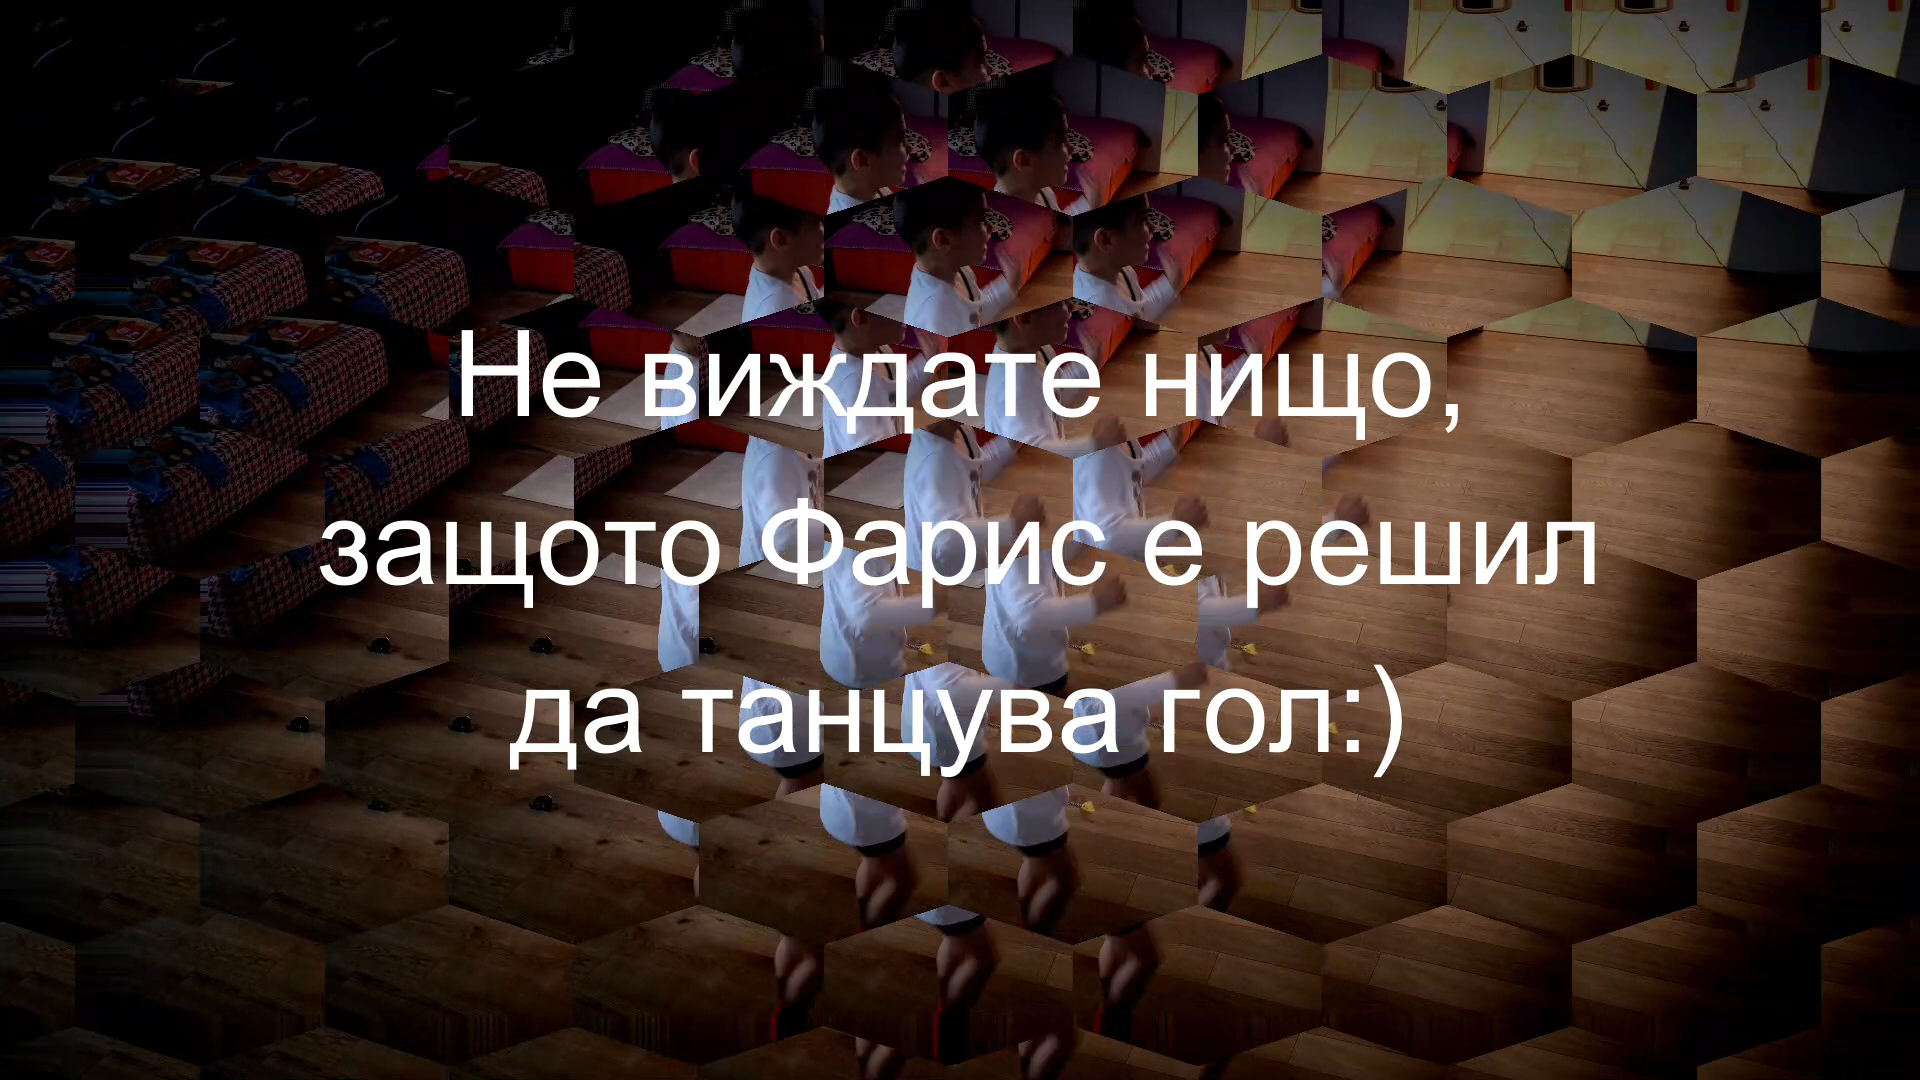 Не виждате нищо,
защото Фарис е решил
да танцува гол:)